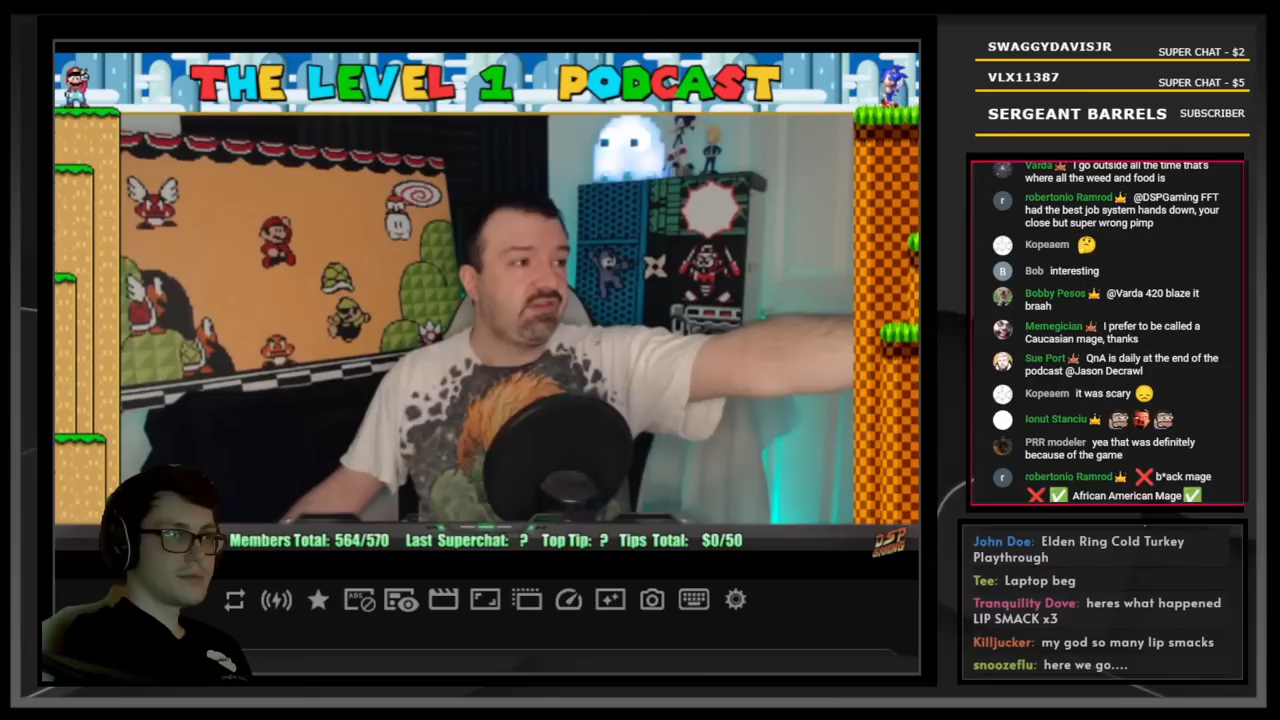 THE LEVEL 1 PODCAST
Members Total: 564/570 Last Superchat: ? Top Tip: ? Tips Total: $0/50
DSP
GAMING
ABC
SWAGGYDAVISJR SUPER CHAT - $2
VLX11387 SUPER CHAT - $5
SERGEANT BARRELS SUBSCRIBER
Varda I go outside all the time that's
where all the weed and food is
r robertonio Ramrod @DSPGaming FFT
had the best job system hands down, your
close but super wrong pimp
Kopeaem
B Bob interesting
Bobby Pesos @Varda 420 blaze it
braah
Memegician I prefer to be called a
Caucasian mage, thanks
Sue Port QnA is daily at the end of the
podcast @Jason Decrawl
Kopeaem it was scary
Ionut Stanciu
PRR modeler yea that was definitely
because of the game
r robertonio Ramrod ❌ b*ack mage
❌ ✅ African American Mage ✅
John Doe: Elden Ring Cold Turkey
Playthrough
Tee: Laptop beg
Tranquility Dove: heres what happened
LIP SMACK x3
Killjucker: my god so many lip smacks
snoozeflu: here we go....